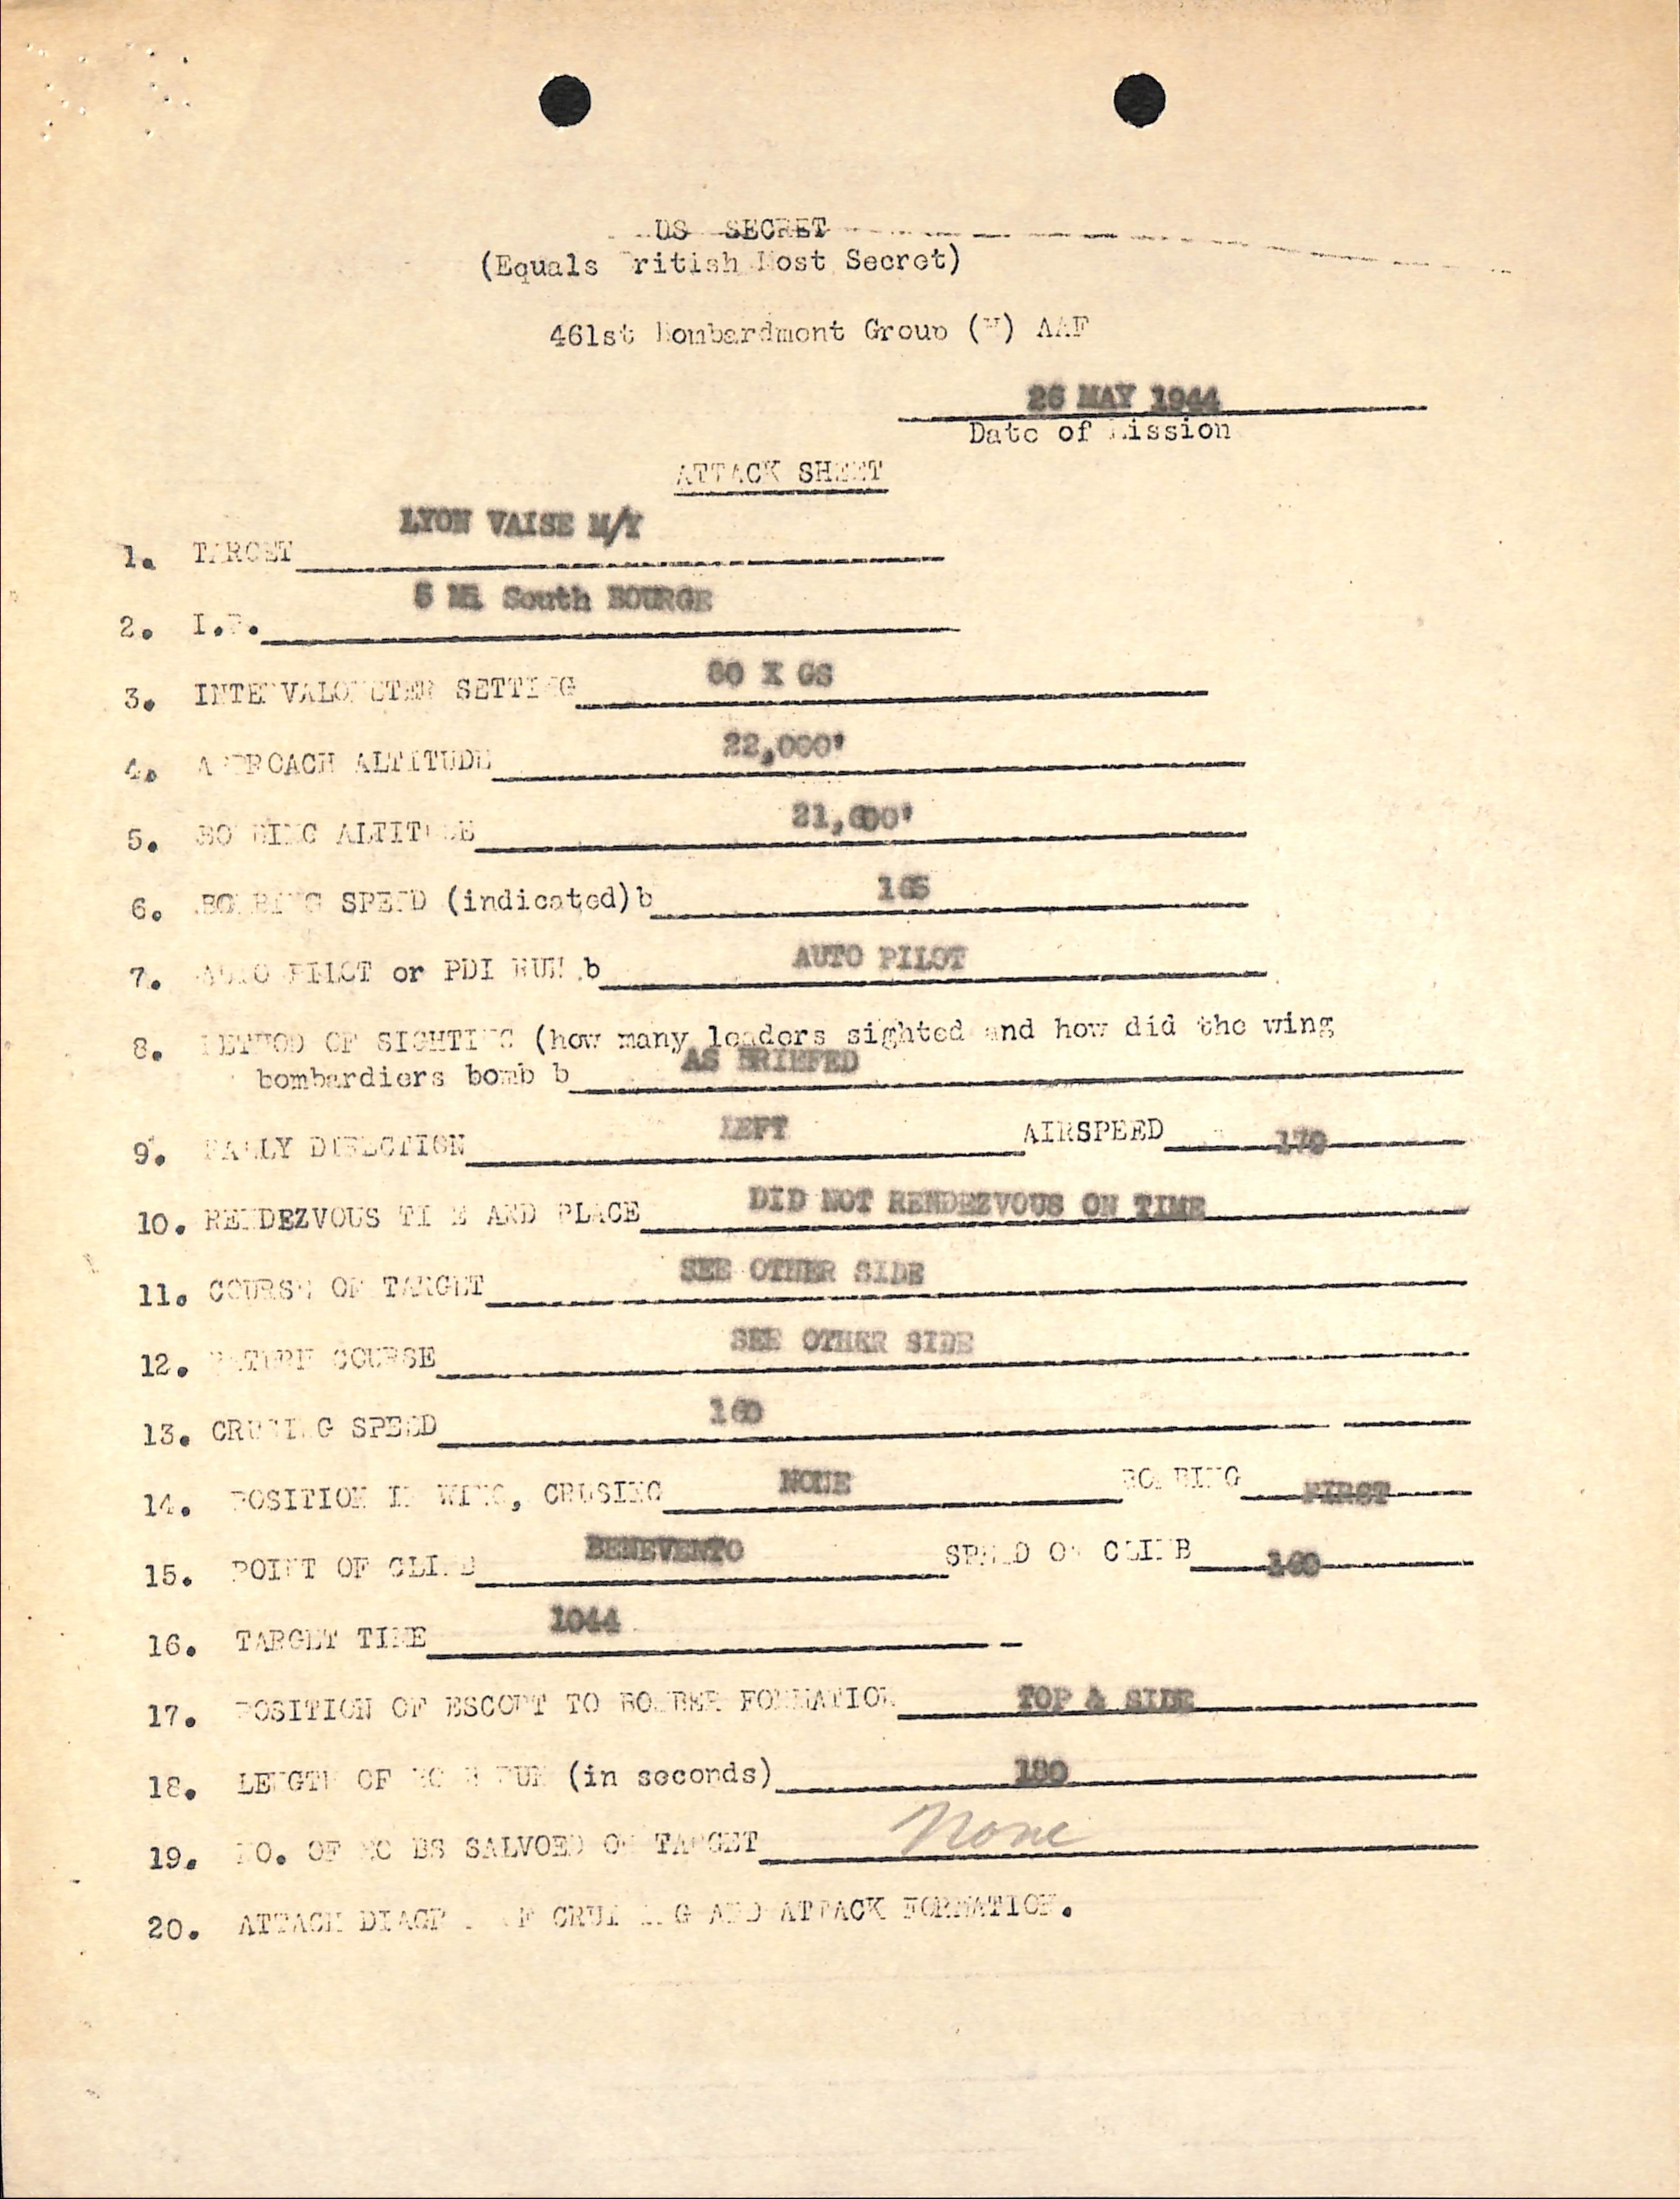 US SECRET
(Equals British Most Secret)
461st Bombardment Group (H) AAF
26 MAY 1944
Date of Mission
ATTACK SHEET
1. TARGET LYON VAISE M/Y
2. I.P. 5 Mi South BOURGE
3. INTERVALOMETER SETTING X GS
4. APPROACH ALTITUDE 22,000'
5. BOMBING ALTITUDE 21,600'
6. BOMBING SPEED (indicated)b 165
7. AUTO PILOT or PDI RUN b AUTO PILOT
8. METHOD OF SIGHTING (how many leaders sighted and how did the wing
bombardiers bomb b AS BRIEFED
9. RALLY DIRECTION LEFT AIRSPEED 170
10. RENDEZVOUS TIME AND PLACE DID NOT RENDEZVOUS ON TIME
11. COURSE OF TARGET SEE OTHER SIDE
12. RETURN COURSE SEE OTHER SIDE
13. CRUSING SPEED 160
14. POSITION IN WING, CRUSING NONE BOMBING FIRST
15. POINT OF CLIMB BENEVENTO SPEED OF CLIMB 160
16. TARGET TIME 1044
17. POSITION OF ESCORT TO BOMBER FORMATION TOP & SIDE
18. LENGTH OF BOMB RUN (in seconds)
19. NO. OF BOMBS SALVOED ON TARGET None
20. ATTACH DIAGRAM OF CRUSING AND ATTACK FORMATION.